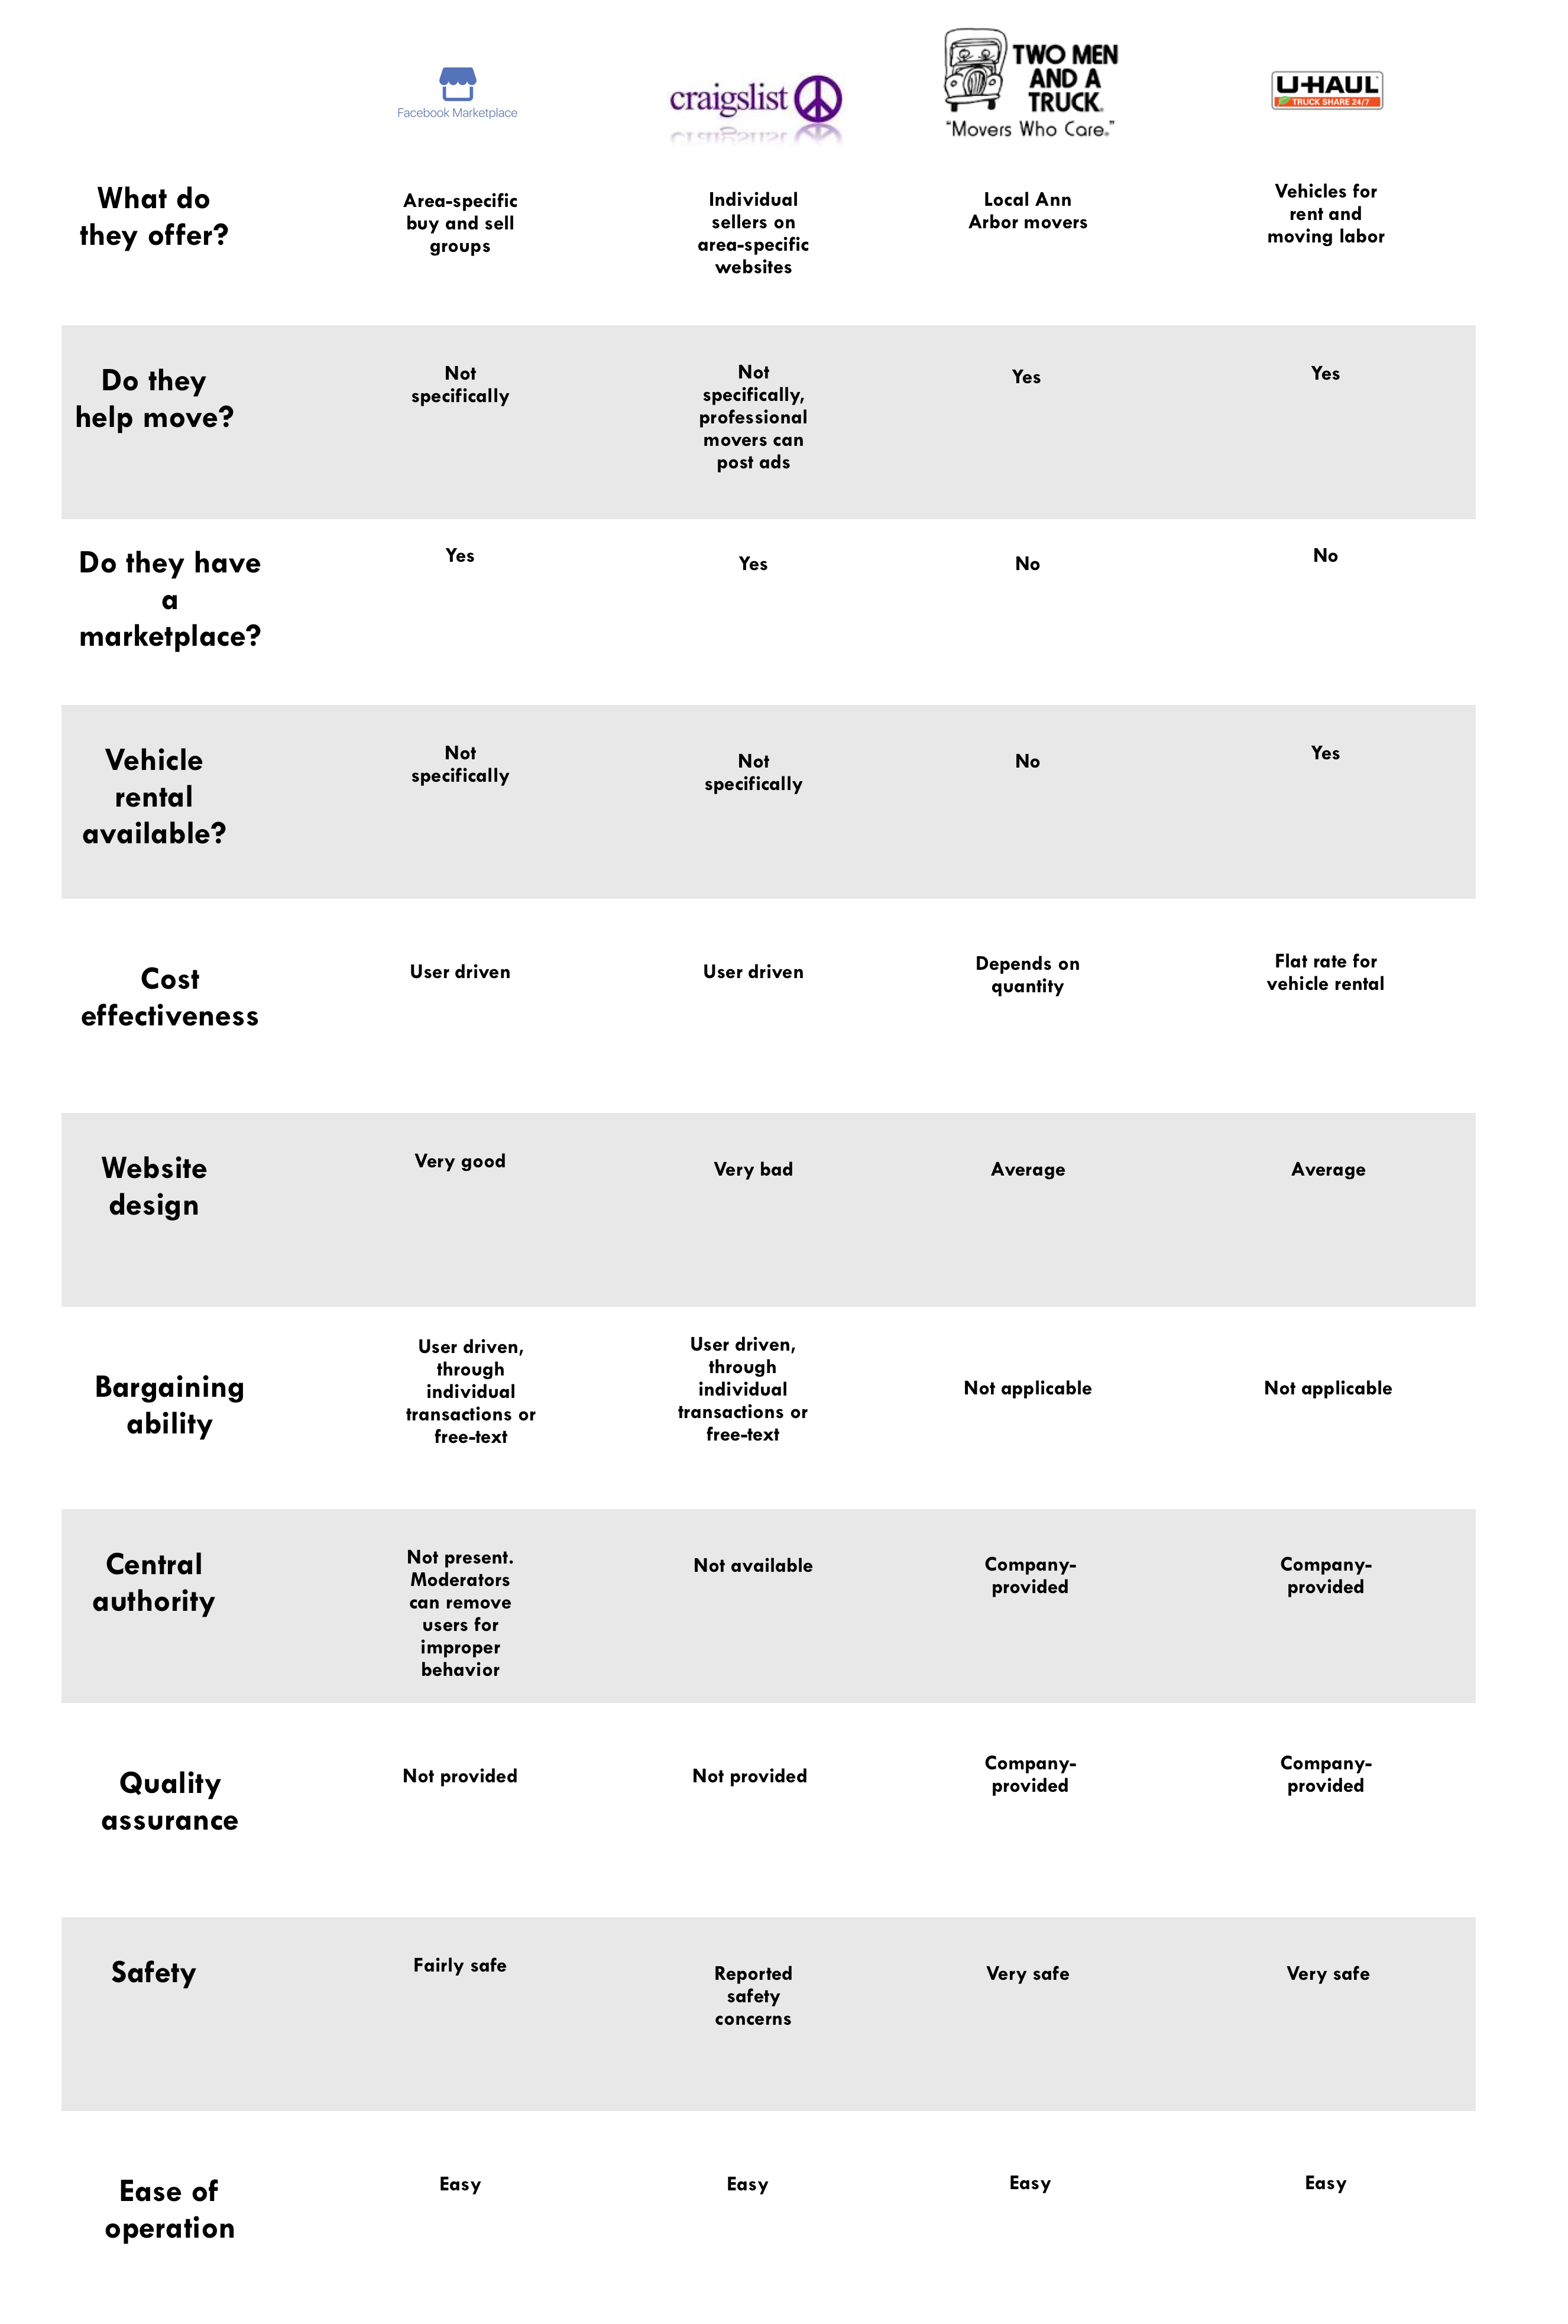 Facebook Marketplace
craigslist
TWO MEN
AND A
TRUCK.
"Movers Who Care."
U-HAUL
TRUCK SHARE 24/7
What do
they offer?
Area-specific
buy and sell
groups
Individual
sellers on
area-specific
websites
Local Ann
Arbor movers
Vehicles for
rent and
moving labor
Do they
help move?
Not
specifically
Not
specifically,
professional
movers can
post ads
Yes
Yes
Do they have
a
marketplace?
Yes
Yes
No
No
Vehicle
rental
available?
Not
specifically
Not
specifically
No
Yes
Cost
effectiveness
User driven
User driven
Depends on
quantity
Flat rate for
vehicle rental
Website
design
Very good
Very bad
Average
Average
Bargaining
ability
User driven,
through
individual
transactions or
free-text
User driven,
through
individual
transactions or
free-text
Not applicable
Not applicable
Central
authority
Not present.
Moderators
can remove
users for
improper
behavior
Not available
Company-
provided
Company-
provided
Quality
assurance
Not provided
Not provided
Company-
provided
Company-
provided
Safety
Fairly safe
Reported
safety
concerns
Very safe
Very safe
Ease of
operation
Easy
Easy
Easy
Easy